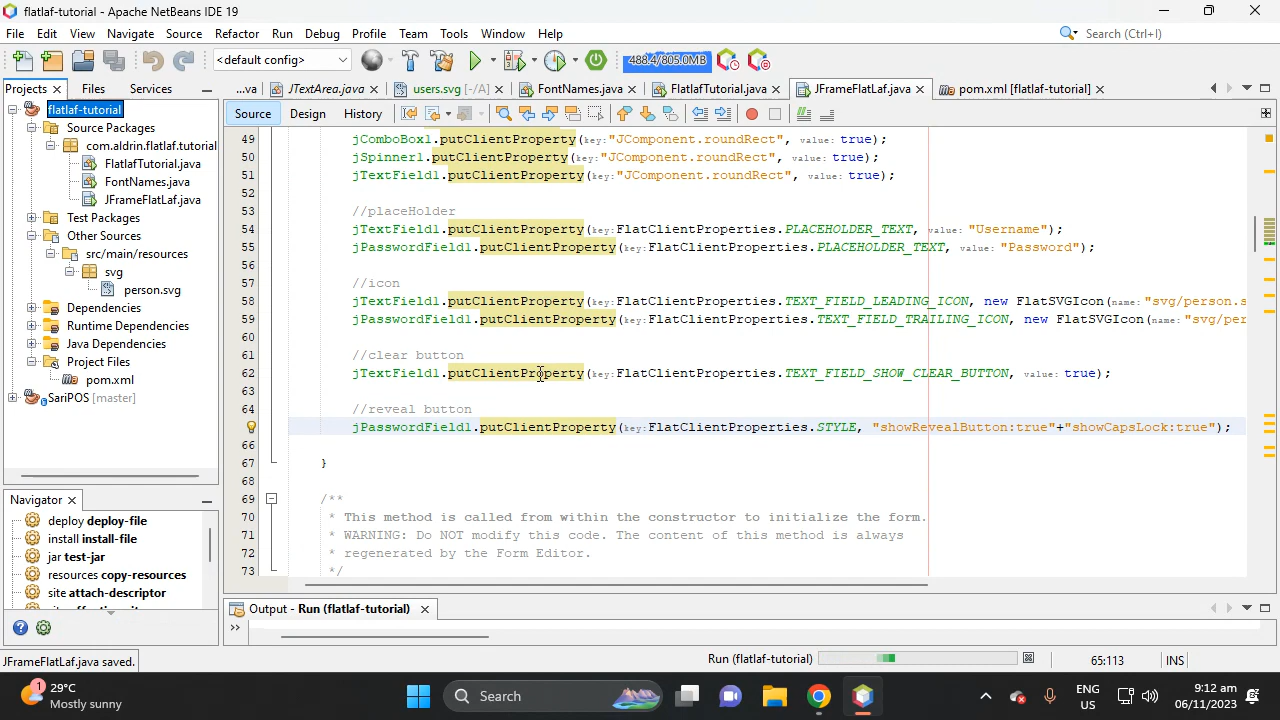 flatlaf-tutorial - Apache NetBeans IDE 19
File Edit View Navigate Source Refactor Run Debug Profile Team Tools Window Help
Search (Ctrl+I)
<default config>
488.4/805.0MB
Projects Files Services
...va JTextArea.java users.svg [-/A] FontNames.java FlatlafTutorial.java JFrameFlatLaf.java pom.xml [flatlaf-tutorial]
Source Design History
flatlaf-tutorial
Source Packages
com.aldrin.flatlaf.tutorial
FlatlafTutorial.java
FontNames.java
JFrameFlatLaf.java
Test Packages
Other Sources
src/main/resources
svg
person.svg
Dependencies
Runtime Dependencies
Java Dependencies
Project Files
pom.xml
SariPOS [master]
49 jComboBox1.putClientProperty(key:"JComponent.roundRect", value: true);
50 jSpinner1.putClientProperty(key:"JComponent.roundRect", value: true);
51 jTextField1.putClientProperty(key:"JComponent.roundRect", value: true);
52
53 //placeHolder
54 jTextField1.putClientProperty(key:FlatClientProperties.PLACEHOLDER_TEXT, value: "Username");
55 jPasswordField1.putClientProperty(key:FlatClientProperties.PLACEHOLDER_TEXT, value: "Password");
56
57 //icon
58 jTextField1.putClientProperty(key:FlatClientProperties.TEXT_FIELD_LEADING_ICON, new FlatSVGIcon(name:"svg/person.s
59 jPasswordField1.putClientProperty(key:FlatClientProperties.TEXT_FIELD_TRAILING_ICON, new FlatSVGIcon(name:"svg/per
60
61 //clear button
62 jTextField1.putClientProperty(key:FlatClientProperties.TEXT_FIELD_SHOW_CLEAR_BUTTON, value: true);
63
64 //reveal button
jPasswordField1.putClientProperty(key:FlatClientProperties.STYLE, "showRevealButton:true"+"showCapsLock:true");
66
67 }
68
69 /**
70 * This method is called from within the constructor to initialize the form.
71 * WARNING: Do NOT modify this code. The content of this method is always
72 * regenerated by the Form Editor.
73 */
Navigator
deploy deploy-file
install install-file
jar test-jar
resources copy-resources
site attach-descriptor
Output - Run (flatlaf-tutorial)
JFrameFlatLaf.java saved.
Run (flatlaf-tutorial)
65:113
INS
1
29°C
Mostly sunny
Search
ENG
US
9:12 am
06/11/2023